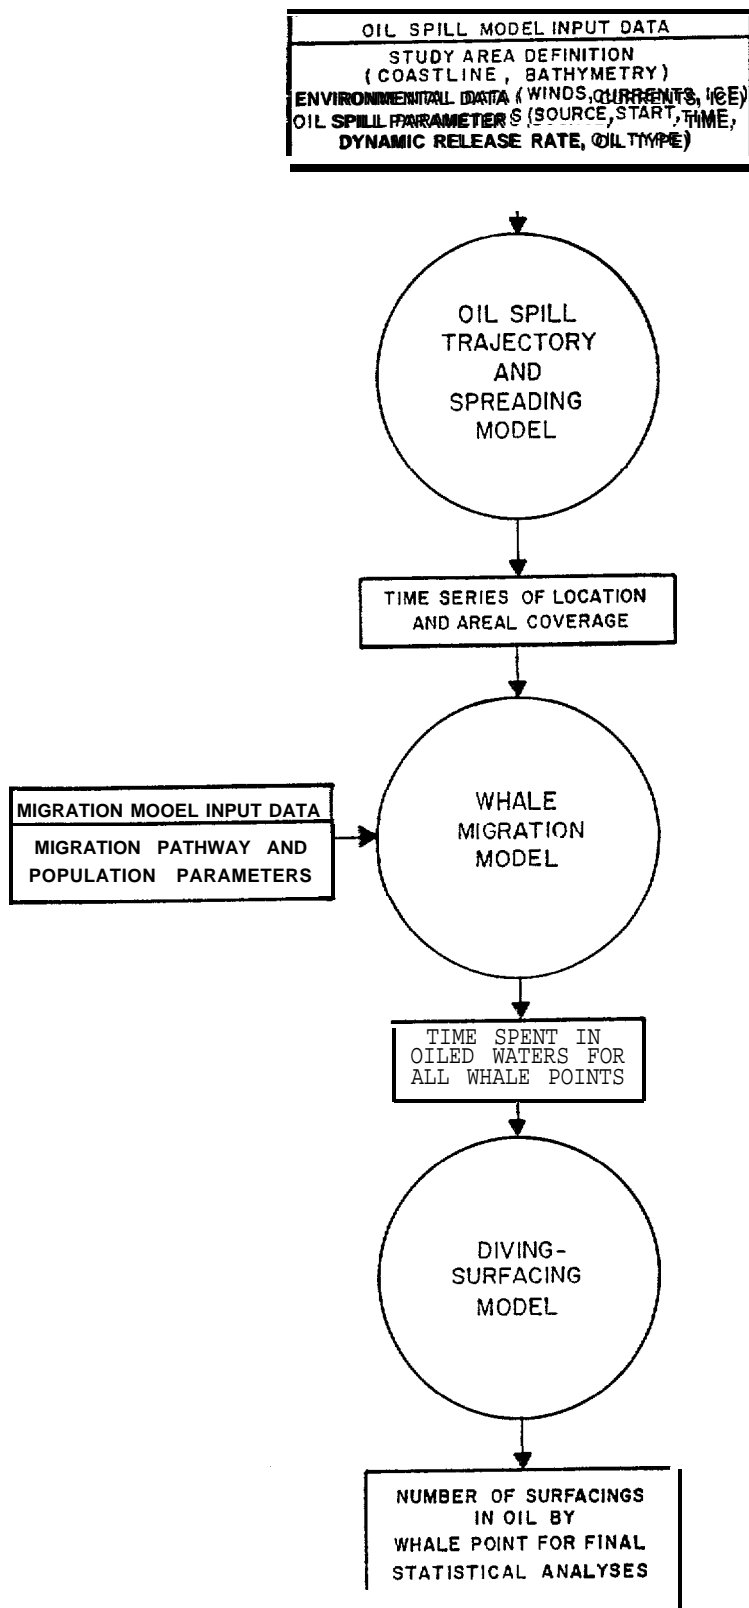 OIL SPILL MODEL INPUT DATA
STUDY AREA DEFINITION
(COASTLINE, BATHYMETRY)
ENVIRONMENTAL DATA (WINDS, CURRENTS, ICE)
OIL SPILL PARAMETERS (SOURCE, START, TIME,
DYNAMIC RELEASE RATE, OIL TYPE)
OIL SPILL
TRAJECTORY
AND
SPREADING
MODEL
TIME SERIES OF LOCATION
AND AREAL COVERAGE
MIGRATION MOOEL INPUT DATA
MIGRATION PATHWAY AND
POPULATION PARAMETERS
WHALE
MIGRATION
MODEL
TIME SPENT IN
OILED WATERS FOR
ALL WHALE POINTS
DIVING-
SURFACING
MODEL
NUMBER OF SURFACINGS
IN OIL BY
WHALE POINT FOR FINAL
STATISTICAL ANALYSES